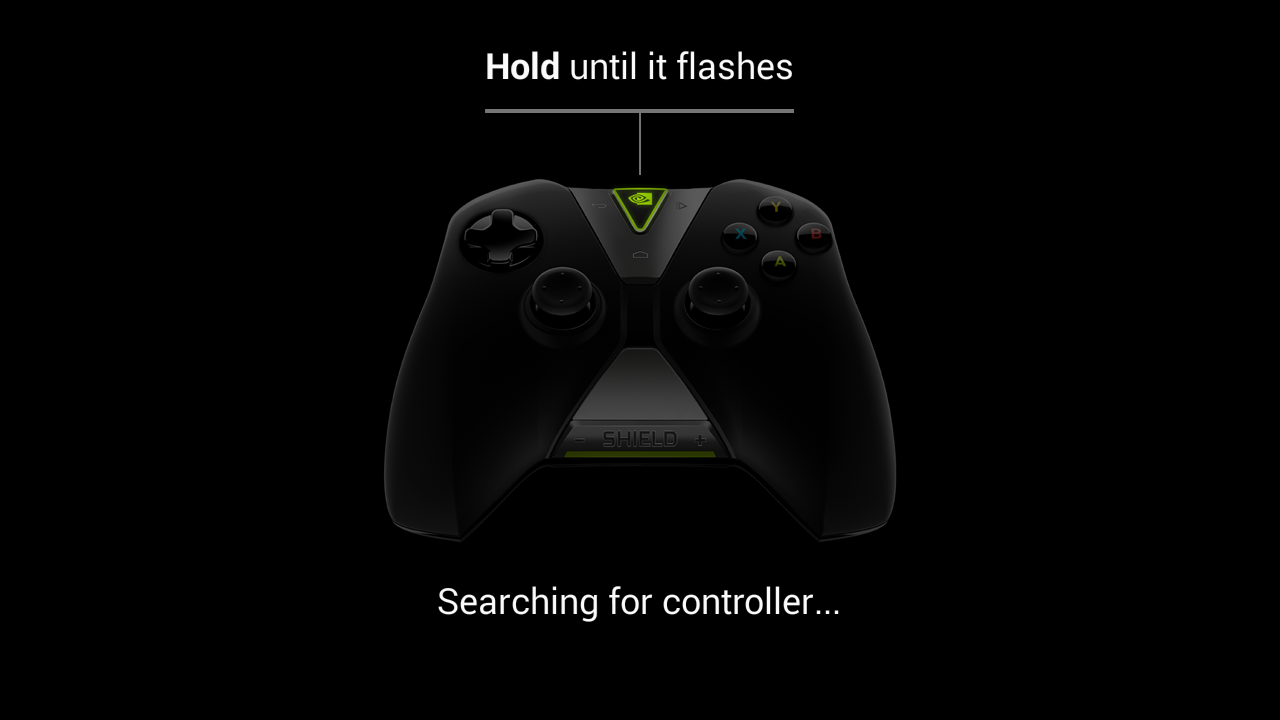 Hold until it flashes
Y
X B
A
- SHIELD +
Searching for controller...